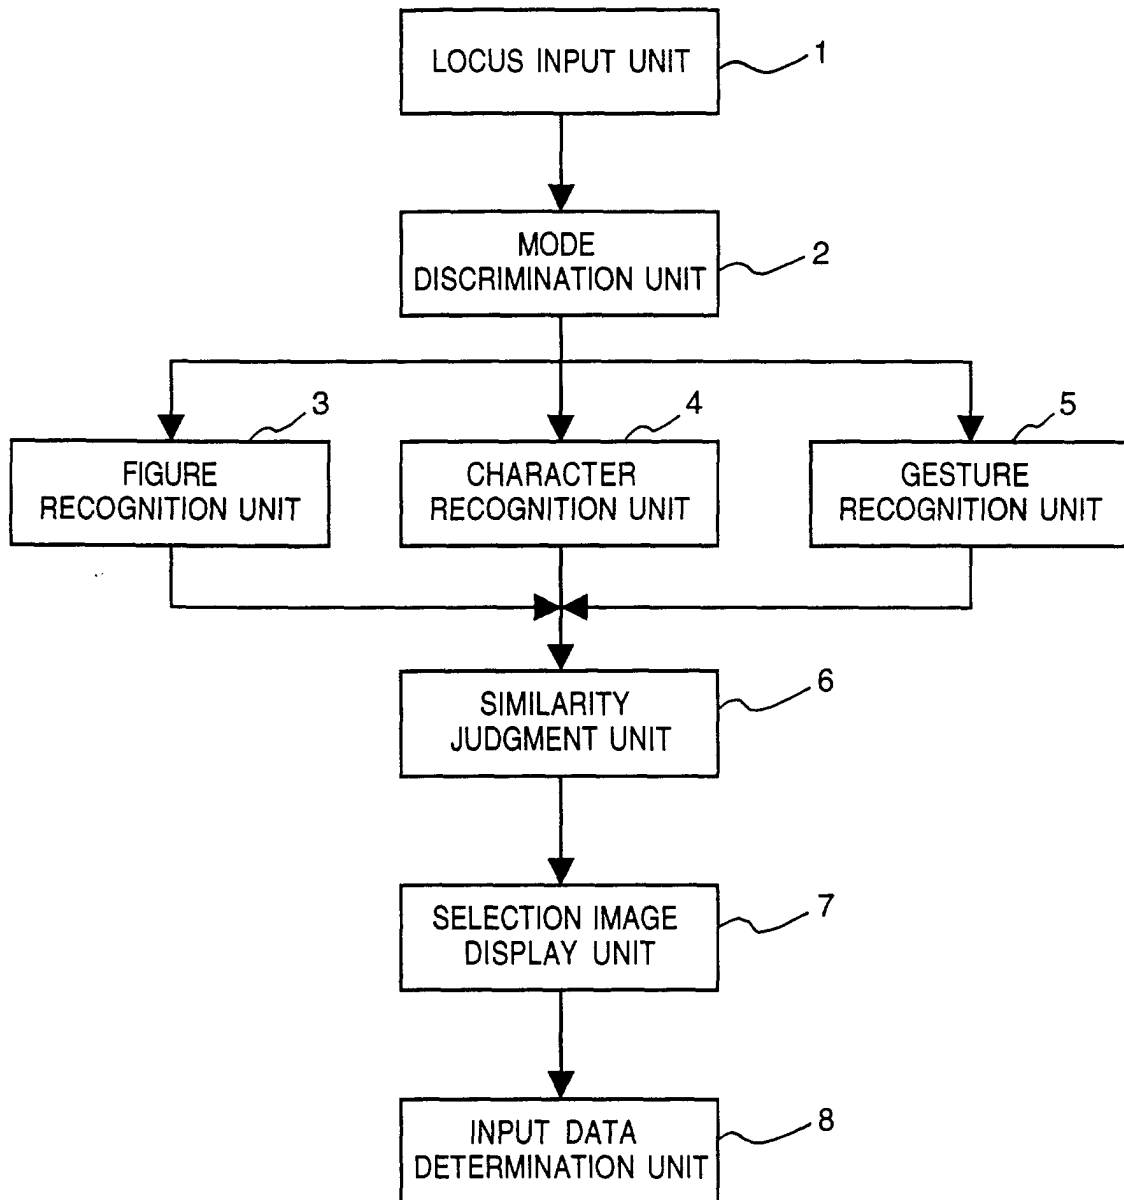 LOCUS INPUT UNIT
1
MODE
DISCRIMINATION UNIT
2
3
4
5
FIGURE
RECOGNITION UNIT
CHARACTER
RECOGNITION UNIT
GESTURE
RECOGNITION UNIT
SIMILARITY
JUDGMENT UNIT
6
SELECTION IMAGE
DISPLAY UNIT
7
INPUT DATA
DETERMINATION UNIT
8